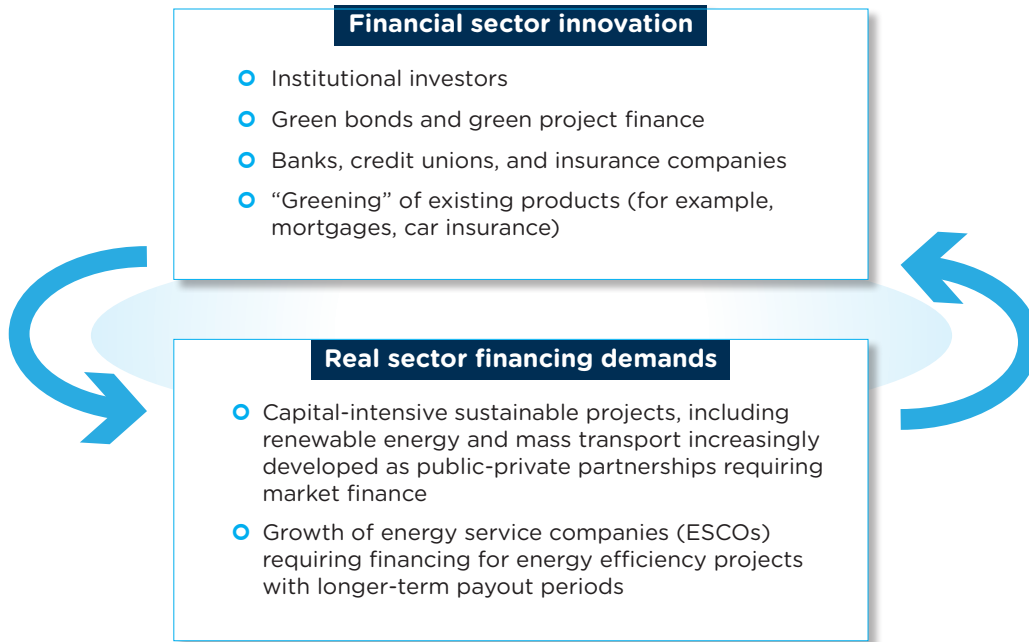 Financial sector innovation
Institutional investors
Green bonds and green project finance
Banks, credit unions, and insurance companies
“Greening” of existing products (for example,
mortgages, car insurance)
Real sector financing demands
Capital-intensive sustainable projects, including
renewable energy and mass transport increasingly
developed as public-private partnerships requiring
market finance
Growth of energy service companies (ESCOs)
requiring financing for energy efficiency projects
with longer-term payout periods